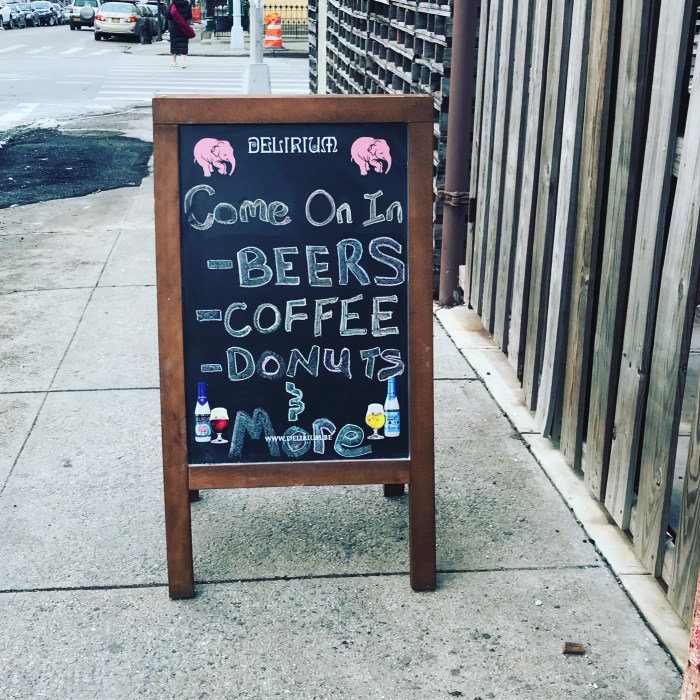 DELIRIUM
Come On In
-BEERS
-COFFEE
-DONUTS
&
More
WWW.DELIRIUM.BE